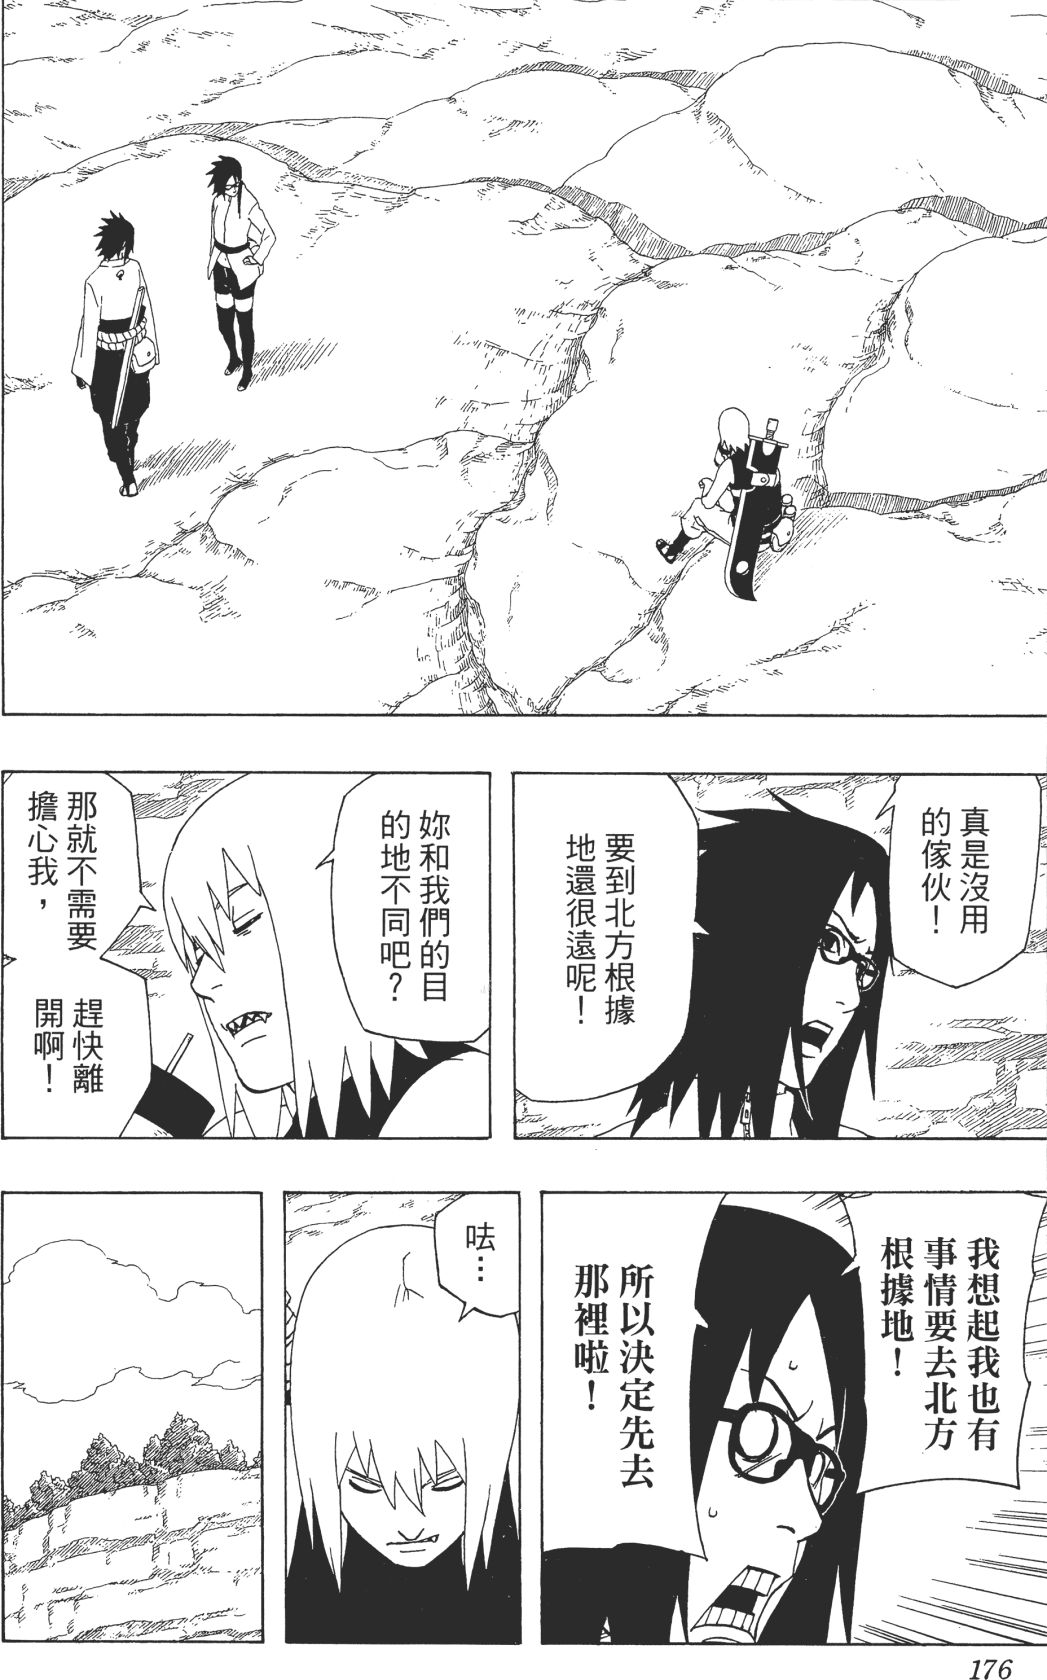 真是沒用
的傢伙！
要到北方根據
地還很遠呢！
妳和我們的目
的地不同吧？
那就不需要
擔心我，
趕快離
開啊！
我想起我也有
事情要去北方
根據地！
所以決定先去
那裡啦！
呿…
176